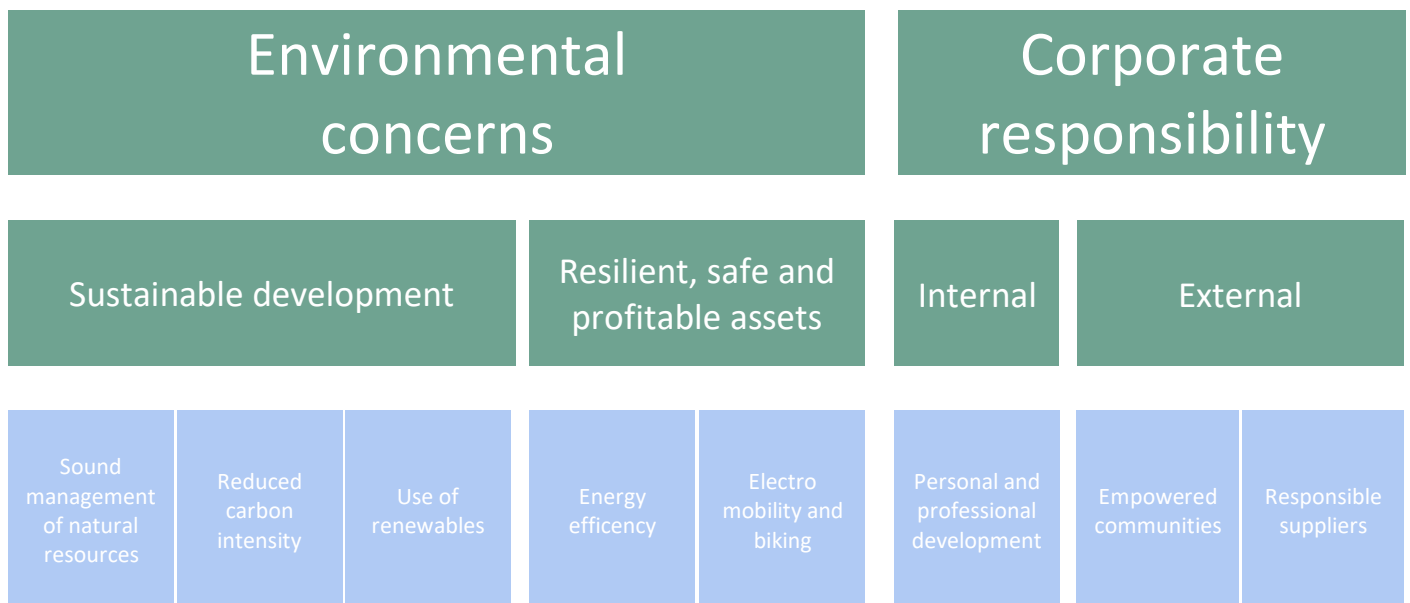 Environmental
concerns
Corporate
responsibility
Sustainable development
Resilient, safe and
profitable assets
Internal
External
Sound
management
of natural
resources
Reduced
carbon
intensity
Use of
renewables
Energy
efficency
Electro
mobility and
biking
Personal and
professional
development
Empowered
communities
Responsible
suppliers